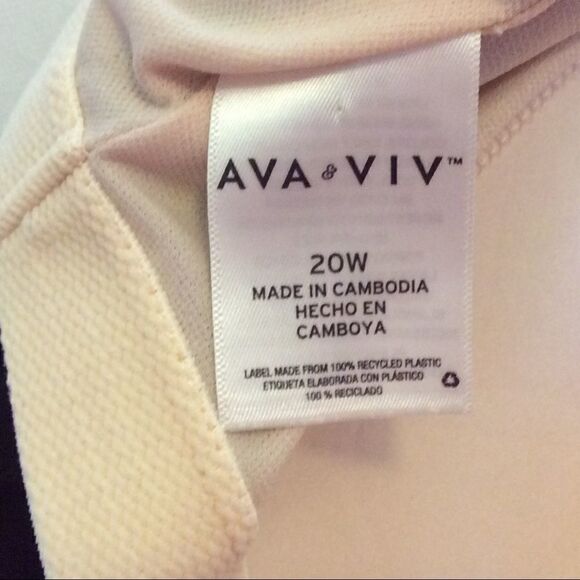 AVA & VIV™
20W
MADE IN CAMBODIA
HECHO EN
CAMBOYA
LABEL MADE FROM 100% RECYCLED PLASTIC
ETIQUETA ELABORADA CON PLÁSTICO
100 % RECICLADO